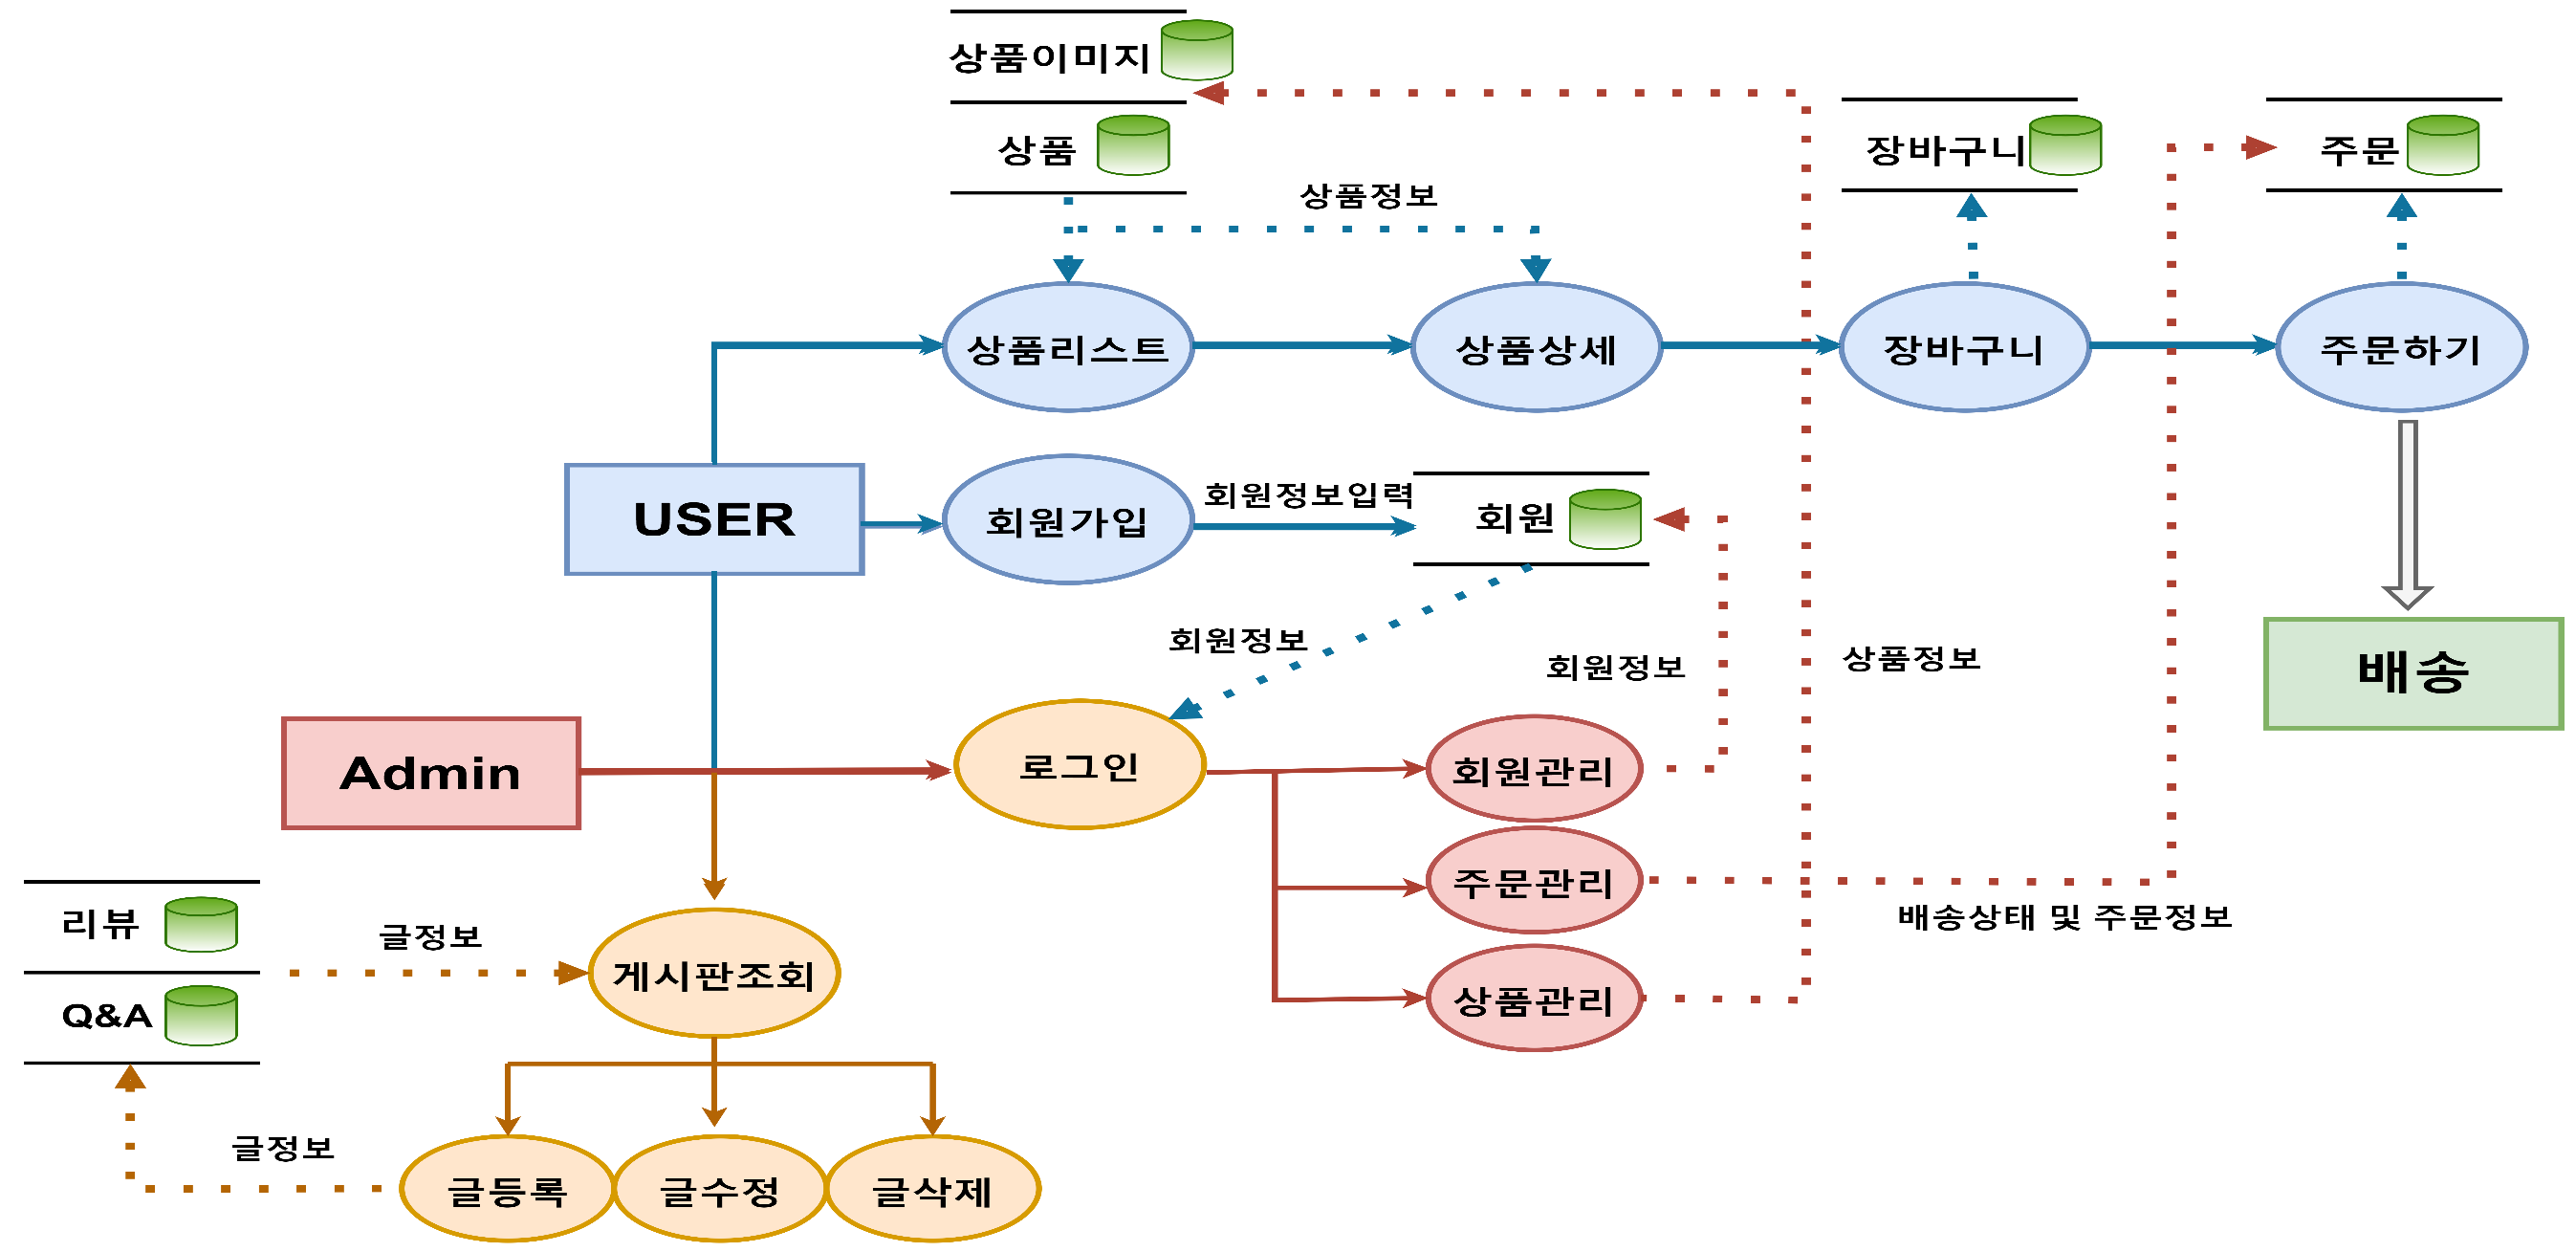 상품이미지
상품
장바구니
주문
상품정보
상품리스트
상품상세
장바구니
주문하기
USER
회원가입
회원정보입력
회원
회원정보
회원정보
상품정보
배송
Admin
로그인
회원관리
주문관리
배송상태 및 주문정보
리뷰
글정보
게시판조회
상품관리
Q&A
글정보
글등록
글수정
글삭제